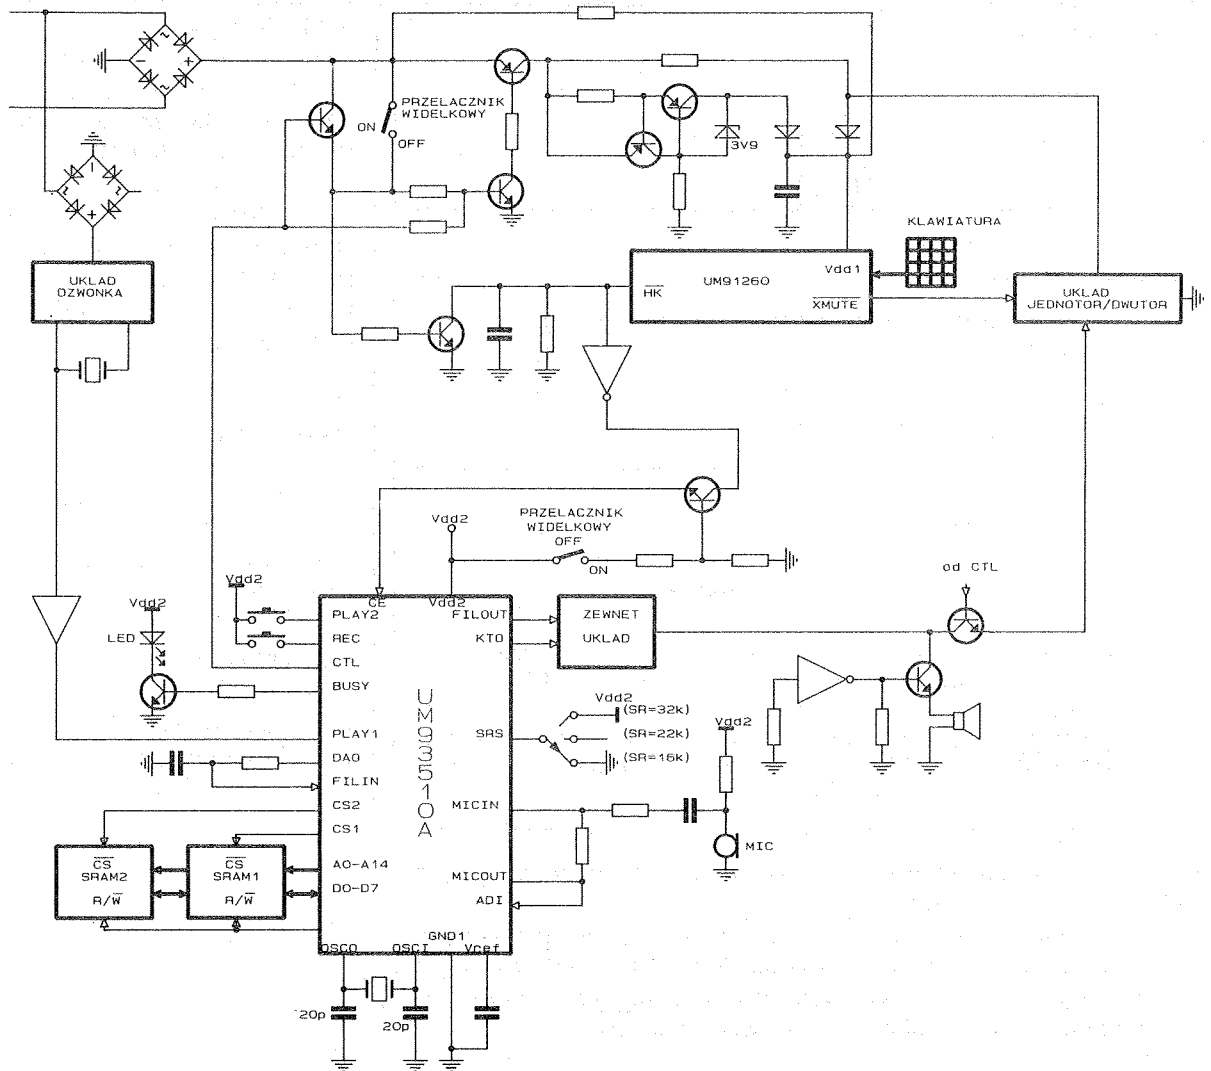 PRZELACZNIK
WIDELKOWY
ON
OFF
3V9
UKLAD
DZWONKA
KLAWIATURA
Vdd1
UM91260
HK
XMUTE
UKLAD
JEDNOTOR/DWUTOR
PRZELACZNIK
WIDELKOWY
OFF
ON
Vdd2
od CTL
Vdd2
Vdd2
LED
CE
Vdd2
PLAY2
REC
CTL
BUSY
PLAY1
DAO
FILIN
CS2
CS1
AO-A14
DO-D7
UM93510A
FILOUT
KTO
SRS
MICIN
MICOUT
ADI
GND1
OSCO
OSCI
Vref
ZEWNET
UKLAD
Vdd2
(SR=32k)
(SR=22k)
(SR=16k)
Vdd2
MIC
CS
SRAM2
R/W
CS
SRAM1
R/W
20p
20p